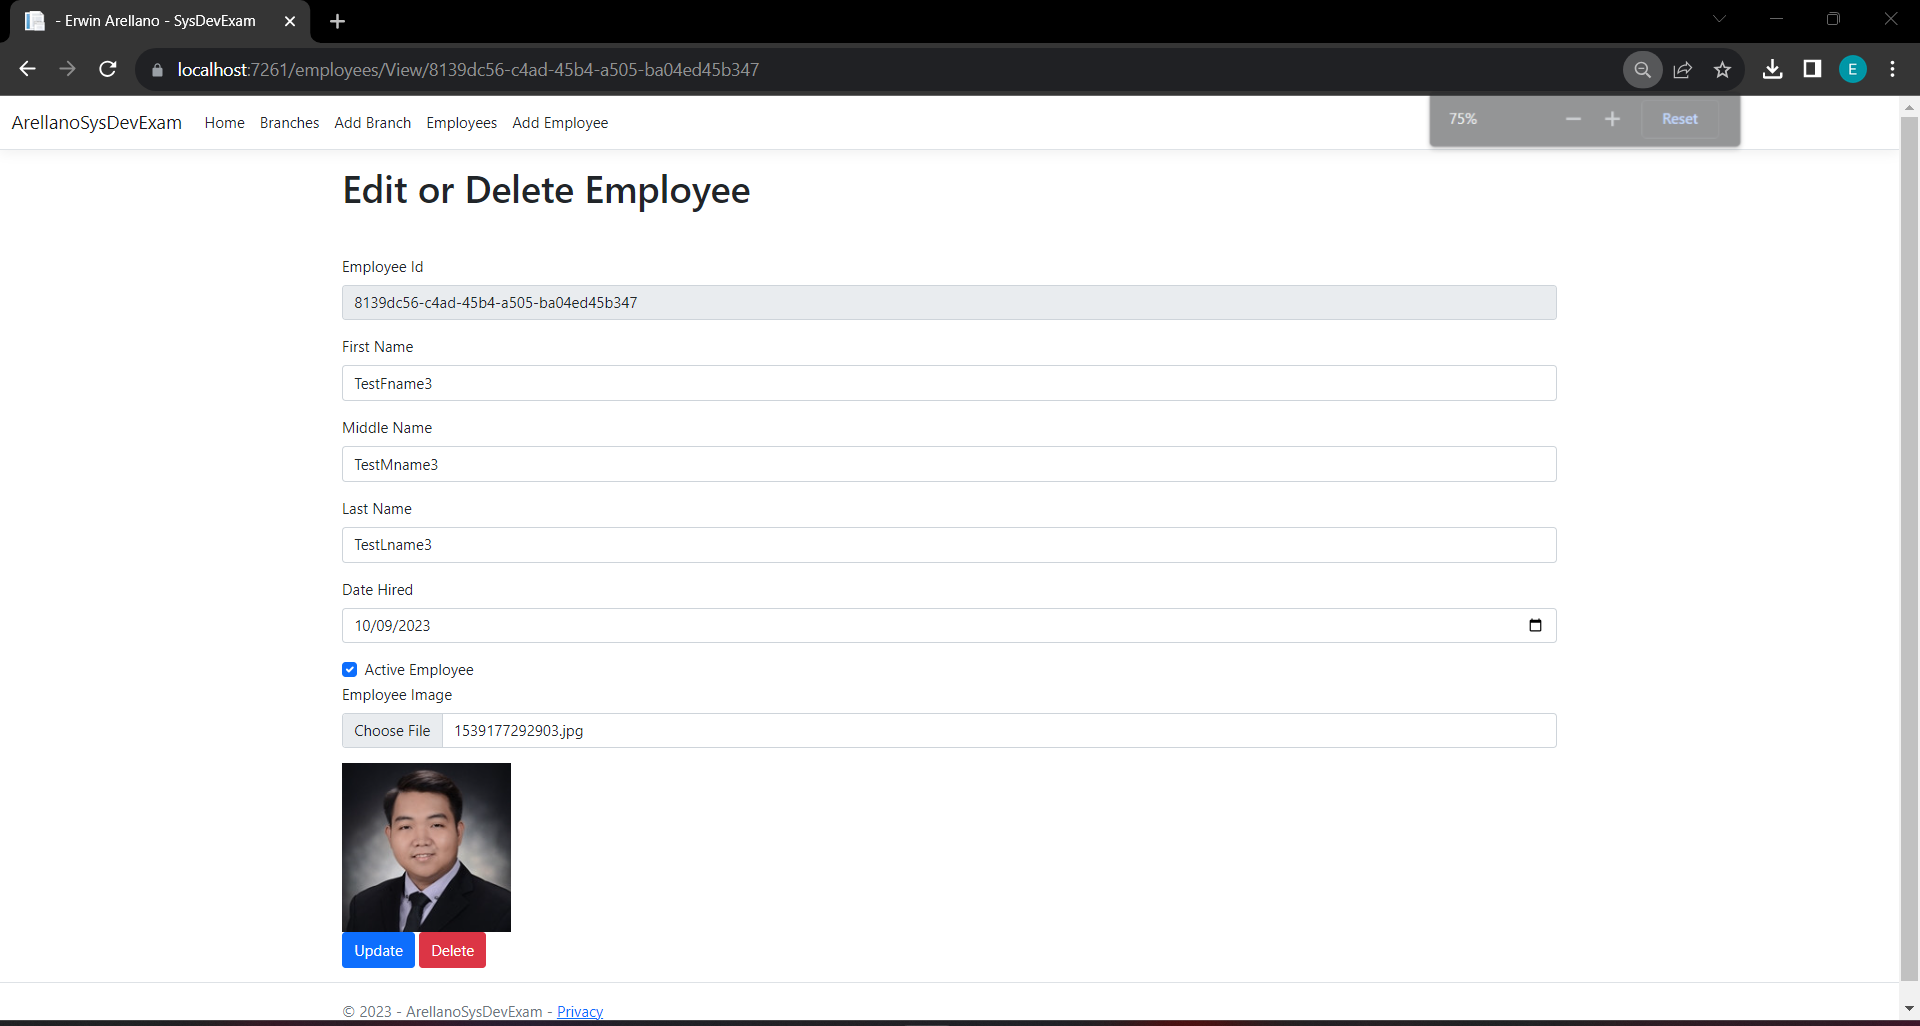 - Erwin Arellano - SysDevExam
localhost:7261/employees/View/8139dc56-c4ad-45b4-a505-ba04ed45b347
E
ArellanoSysDevExam Home Branches Add Branch Employees Add Employee
75% Reset
Edit or Delete Employee
Employee Id
8139dc56-c4ad-45b4-a505-ba04ed45b347
First Name
TestFname3
Middle Name
TestMname3
Last Name
TestLname3
Date Hired
10/09/2023
Active Employee
Employee Image
Choose File 1539177292903.jpg
Update Delete
© 2023 - ArellanoSysDevExam - Privacy